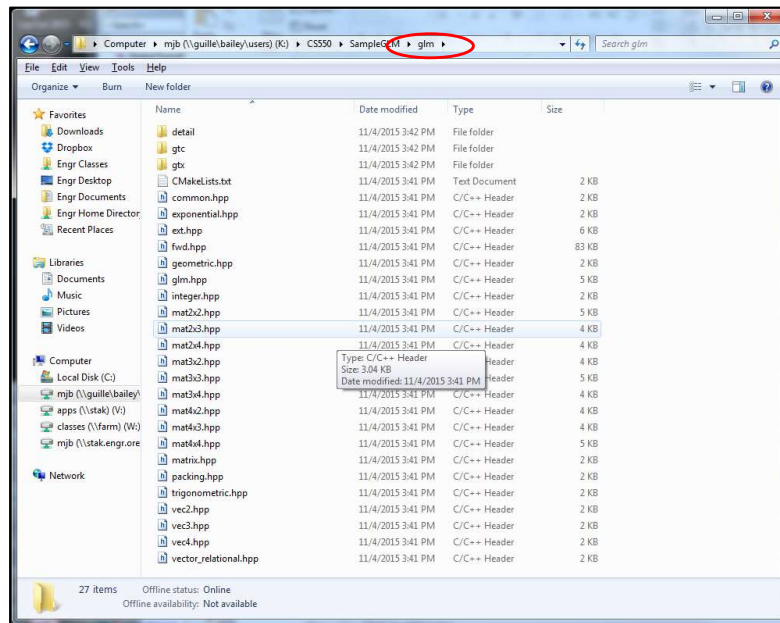 Computer ▸ mjb (\\guille\bailey\users) (K:) ▸ CS550 ▸ SampleGLM ▸ glm ▸ Search glm
File Edit View Tools Help
Organize Burn New folder
Name Date modified Type Size
Favorites
Downloads
Dropbox
Engr Classes
Engr Desktop
Engr Documents
Engr Home Director
Recent Places
Libraries
Documents
Music
Pictures
Videos
Computer
Local Disk (C:)
mjb (\\guille\bailey\
apps (\\stak) (V:)
classes (\\farm) (W:)
mjb (\\stak.engr.ore
Network
detail 11/4/2015 3:42 PM File folder
gtc 11/4/2015 3:42 PM File folder
gtx 11/4/2015 3:42 PM File folder
CMakeLists.txt 11/4/2015 3:41 PM Text Document 2 KB
common.hpp 11/4/2015 3:41 PM C/C++ Header 2 KB
exponential.hpp 11/4/2015 3:41 PM C/C++ Header 2 KB
ext.hpp 11/4/2015 3:41 PM C/C++ Header 6 KB
fwd.hpp 11/4/2015 3:41 PM C/C++ Header 83 KB
geometric.hpp 11/4/2015 3:41 PM C/C++ Header 2 KB
glm.hpp 11/4/2015 3:41 PM C/C++ Header 5 KB
integer.hpp 11/4/2015 3:41 PM C/C++ Header 2 KB
mat2x2.hpp 11/4/2015 3:41 PM C/C++ Header 5 KB
mat2x3.hpp 11/4/2015 3:41 PM C/C++ Header 4 KB
mat2x4.hpp 11/4/2015 3:41 PM C/C++ Header 4 KB
mat3x2.hpp 4 KB
mat3x3.hpp 5 KB
Type: C/C++ Header
Size: 3.04 KB
Date modified: 11/4/2015 3:41 PM
mat3x4.hpp 11/4/2015 3:41 PM C/C++ Header 4 KB
mat4x2.hpp 11/4/2015 3:41 PM C/C++ Header 4 KB
mat4x3.hpp 11/4/2015 3:41 PM C/C++ Header 4 KB
mat4x4.hpp 11/4/2015 3:41 PM C/C++ Header 5 KB
matrix.hpp 11/4/2015 3:41 PM C/C++ Header 2 KB
packing.hpp 11/4/2015 3:41 PM C/C++ Header 2 KB
trigonometric.hpp 11/4/2015 3:41 PM C/C++ Header 2 KB
vec2.hpp 11/4/2015 3:41 PM C/C++ Header 2 KB
vec3.hpp 11/4/2015 3:41 PM C/C++ Header 2 KB
vec4.hpp 11/4/2015 3:41 PM C/C++ Header 2 KB
vector_relational.hpp 11/4/2015 3:41 PM C/C++ Header 2 KB
27 items Offline status: Online
Offline availability: Not available